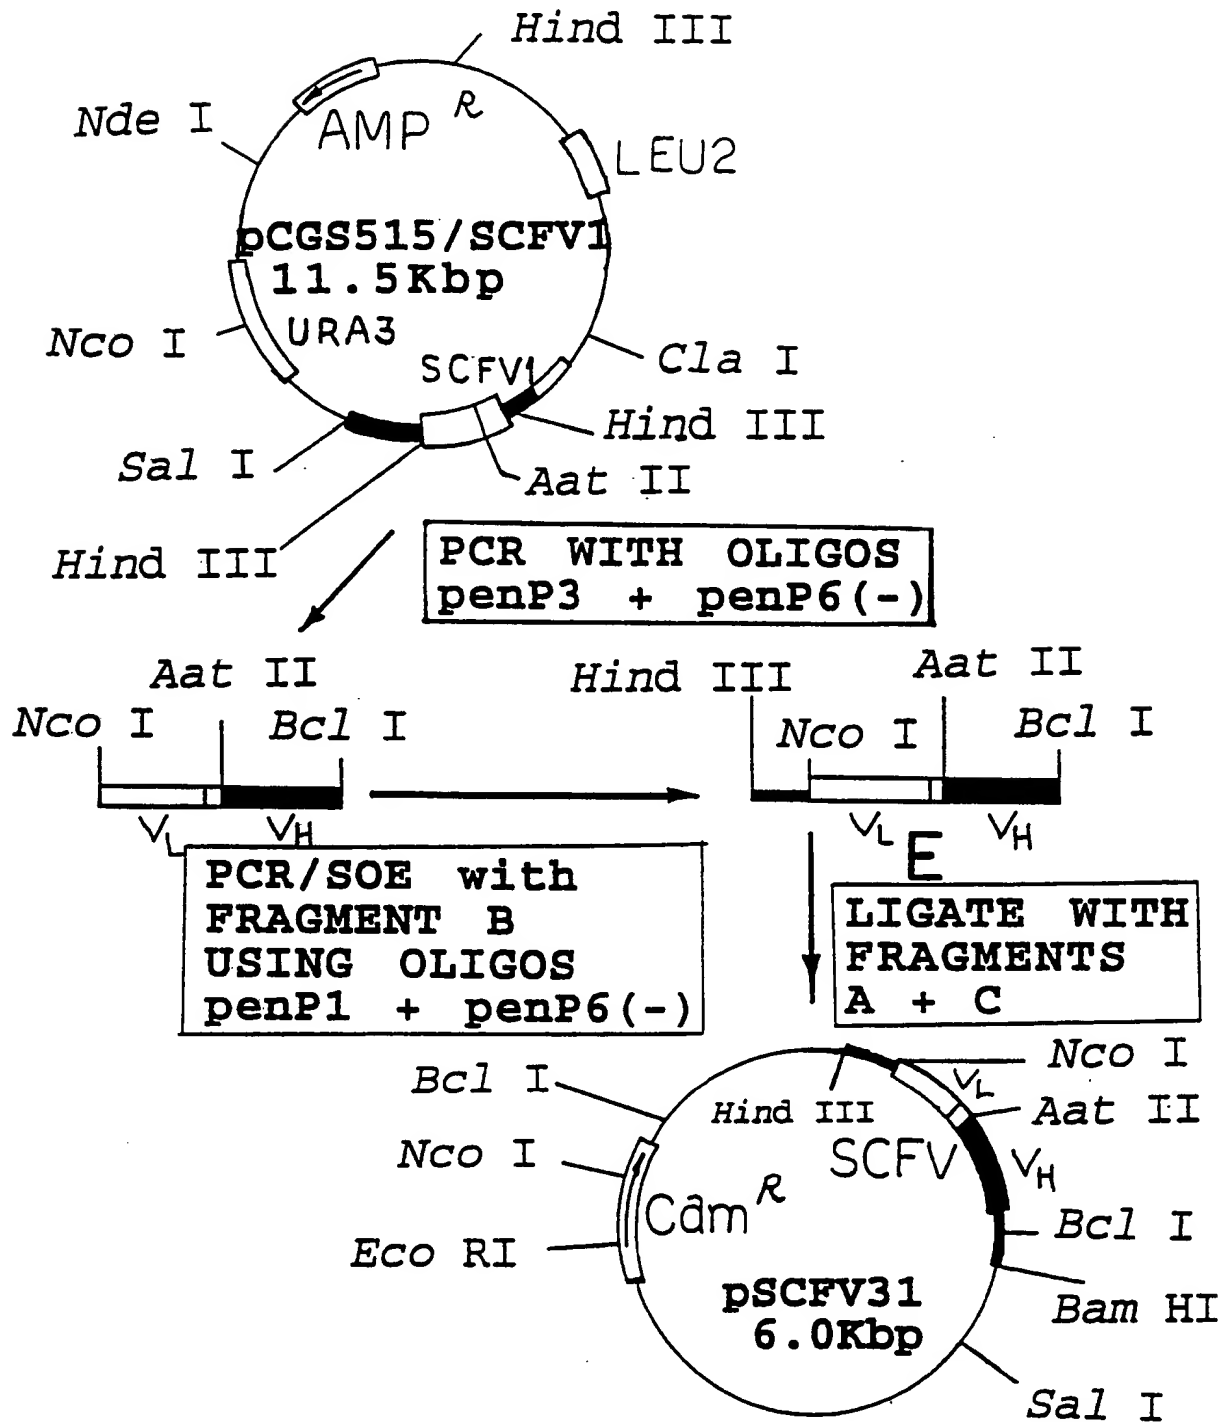 Hind III
Nde I
AMP R
LEU2
pCGS515/SCFV1
11.5Kbp
URA3
Nco I
SCFV1
Cla I
Hind III
Sal I
Aat II
Hind III
PCR WITH OLIGOS
penP3 + penP6(-)
Aat II
Nco I
Bcl I
VL
VH
Hind III
Aat II
Nco I
Bcl I
VL
VH
E
PCR/SOE with
FRAGMENT B
USING OLIGOS
penP1 + penP6(-)
LIGATE WITH
FRAGMENTS
A + C
Bcl I
Nco I
Hind III
VL
Aat II
Nco I
SCFV
VH
Cam R
Eco RI
Bcl I
pSCFV31
6.0Kbp
Bam HI
Sal I